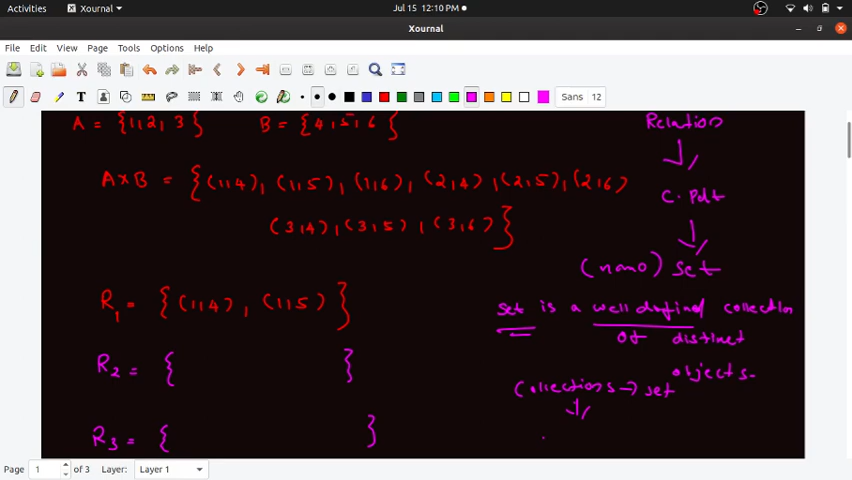 Activities Xournal Jul 15 12:10 PM
Xournal
File Edit View Page Tools Options Help
Sans 12
A = {1,2,3} B = {4,5,6}
A×B = {(1,4), (1,5), (1,6), (2,4), (2,5), (2,6)
(3,4), (3,5), (3,6)}
R1 = {(1,4), (1,5)}
R2 = { }
R3 = { }
Relation
C.
set
set is a well defined collection
of distinct
objects.
(collections → set
Page 1 of 3 Layer: Layer 1